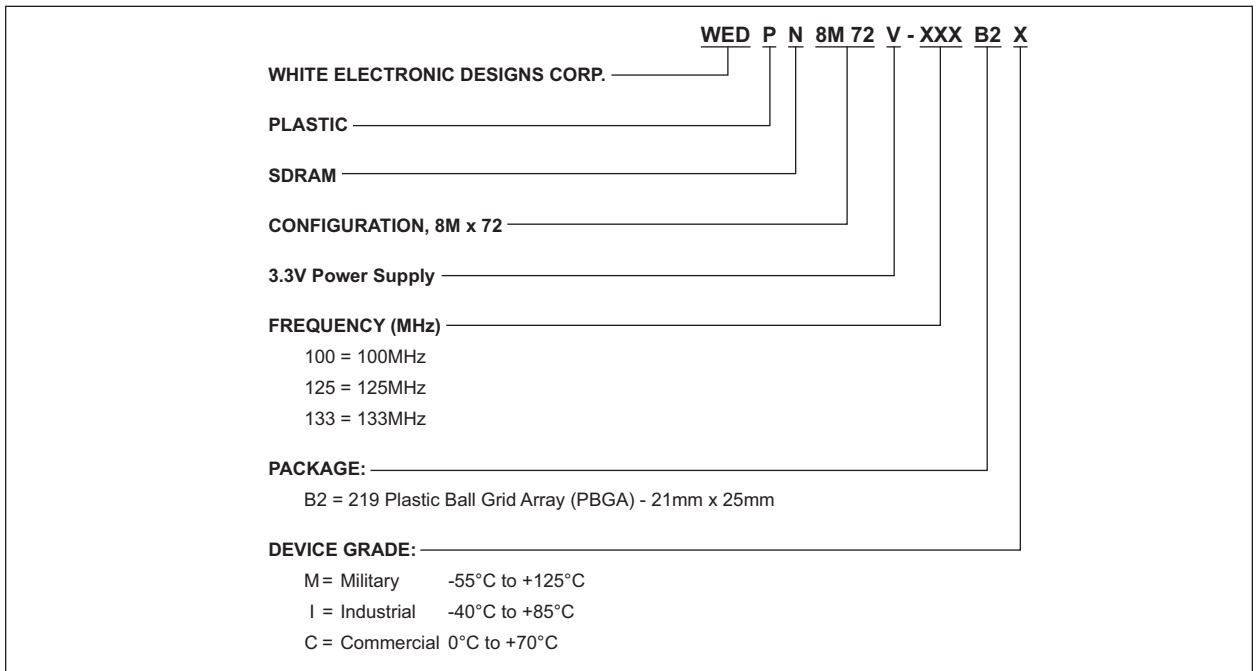 WED P N 8M 72 V - XXX B2 X
WHITE ELECTRONIC DESIGNS CORP.
PLASTIC
SDRAM
CONFIGURATION, 8M x 72
3.3V Power Supply
FREQUENCY (MHz)
100 = 100MHz
125 = 125MHz
133 = 133MHz
PACKAGE:
B2 = 219 Plastic Ball Grid Array (PBGA) - 21mm x 25mm
DEVICE GRADE:
M = Military -55°C to +125°C
I = Industrial -40°C to +85°C
C = Commercial 0°C to +70°C